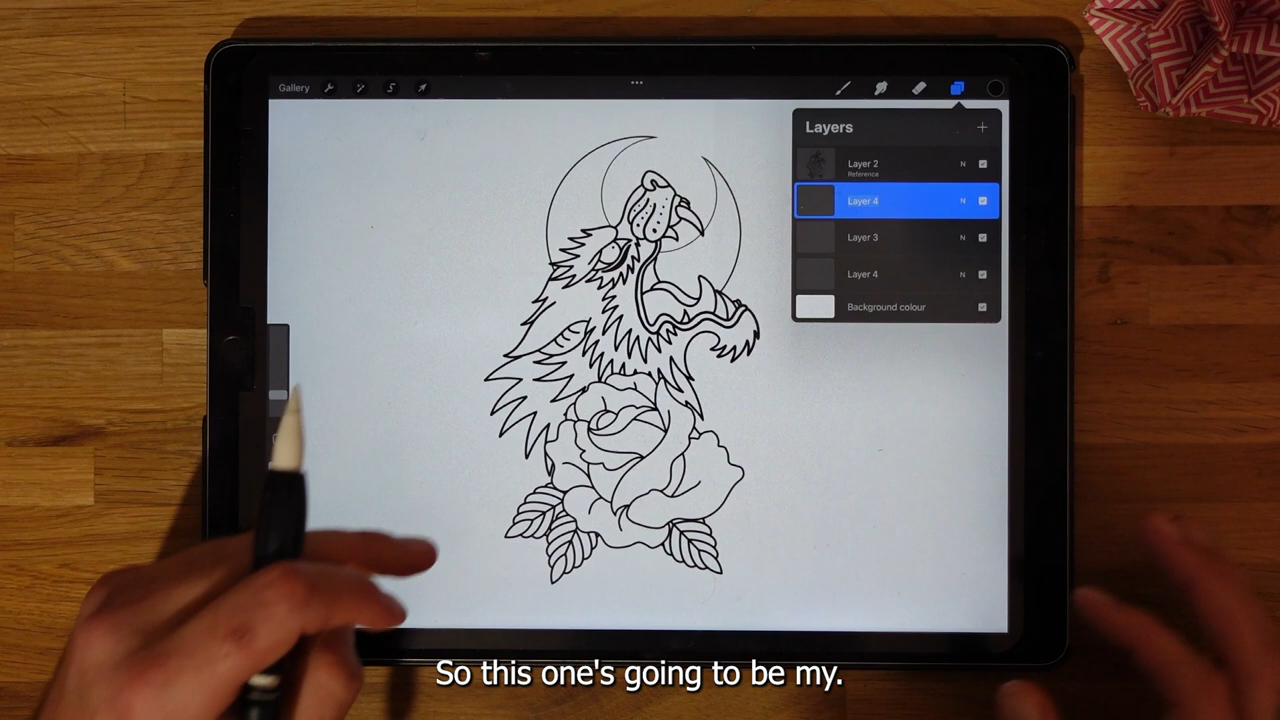 Gallery
Layers
Layer 2
Reference
N
Layer 4
N
Layer 3
N
Layer 4
N
Background colour
So this one's going to be my.